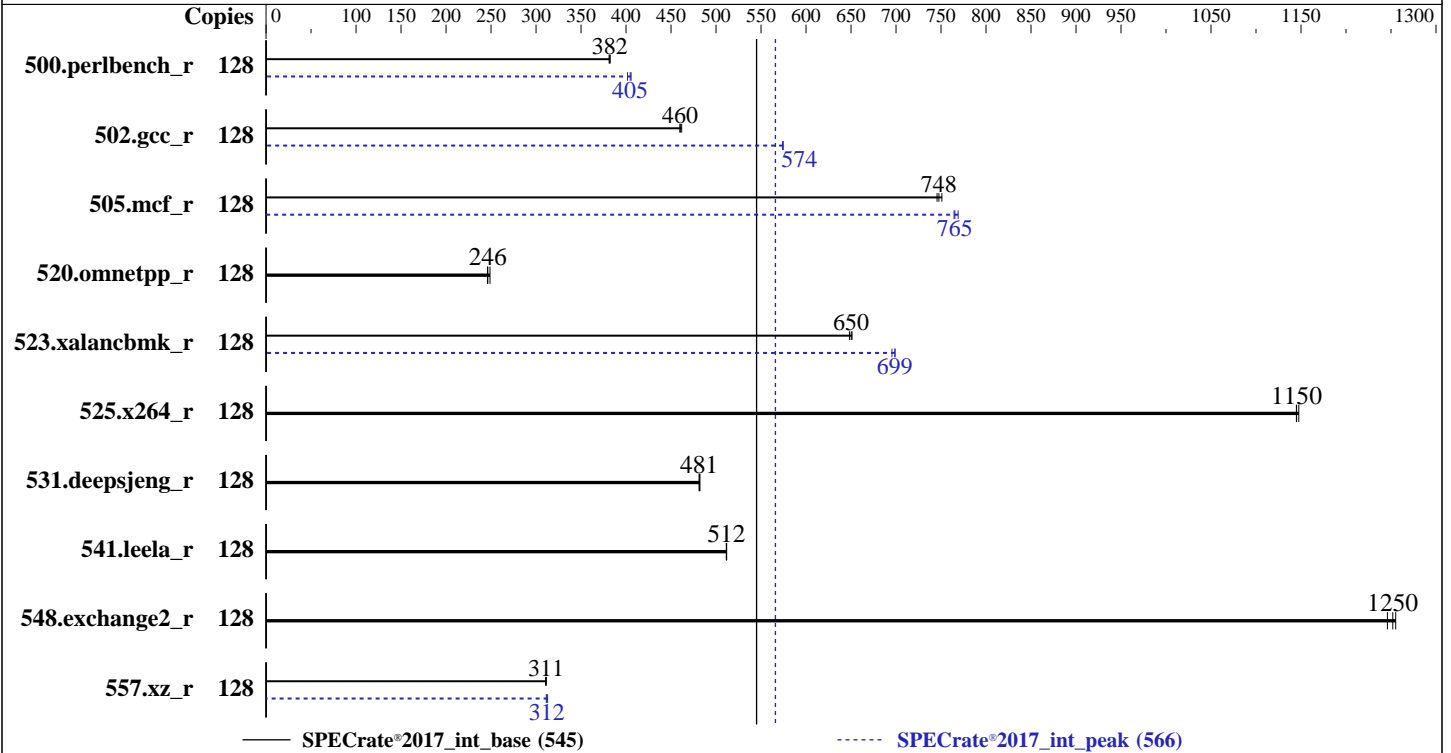 Copies 0 100 150 200 250 300 350 400 450 500 550 600 650 700 750 800 850 900 950 1050 1150 1300
382
500.perlbench_r 128
405
460
502.gcc_r 128
574
748
505.mcf_r 128
765
246
520.omnetpp_r 128
650
523.xalancbmk_r 128
699
1150
525.x264_r 128
481
531.deepsjeng_r 128
512
541.leela_r 128
1250
548.exchange2_r 128
311
557.xz_r 128
312
SPECrate®2017_int_base (545) SPECrate®2017_int_peak (566)